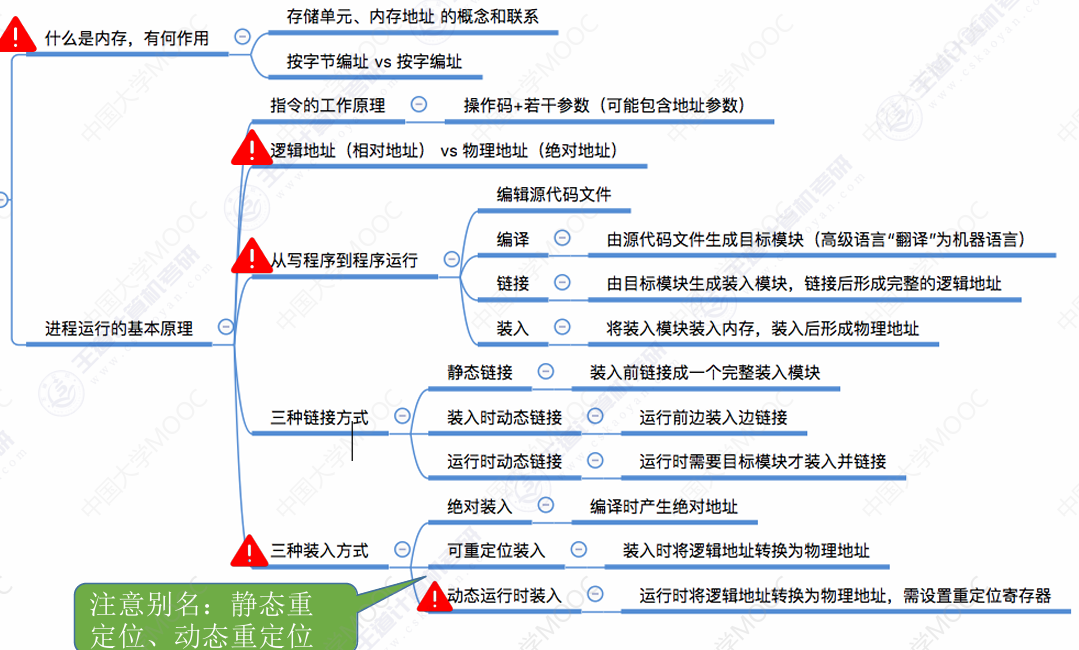 什么是内存，有何作用
存储单元、内存地址 的概念和联系
按字节编址 vs 按字编址
进程运行的基本原理
指令的工作原理
操作码+若干参数（可能包含地址参数）
逻辑地址（相对地址） vs 物理地址（绝对地址）
从写程序到程序运行
编辑源代码文件
编译
由源代码文件生成目标模块（高级语言“翻译”为机器语言）
链接
由目标模块生成装入模块，链接后形成完整的逻辑地址
装入
将装入模块装入内存，装入后形成物理地址
三种链接方式
静态链接
装入前链接成一个完整装入模块
装入时动态链接
运行前边装入边链接
运行时动态链接
运行时需要目标模块才装入并链接
三种装入方式
绝对装入
编译时产生绝对地址
可重定位装入
装入时将逻辑地址转换为物理地址
动态运行时装入
运行时将逻辑地址转换为物理地址，需设置重定位寄存器
注意别名：静态重
定位、动态重定位
中国大学MOOC
王道计算机考研
www.cskaoyan.com